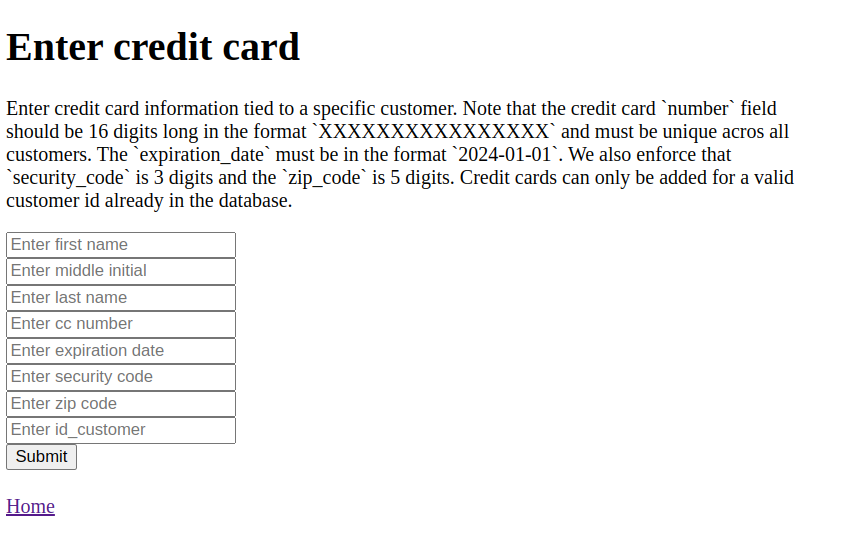 Enter credit card
Enter credit card information tied to a specific customer. Note that the credit card `number` field
should be 16 digits long in the format `XXXXXXXXXXXXXXXX` and must be unique acros all
customers. The `expiration_date` must be in the format `2024-01-01`. We also enforce that
`security_code` is 3 digits and the `zip_code` is 5 digits. Credit cards can only be added for a valid
customer id already in the database.
Enter first name
Enter middle initial
Enter last name
Enter cc number
Enter expiration date
Enter security code
Enter zip code
Enter id_customer
Submit
Home